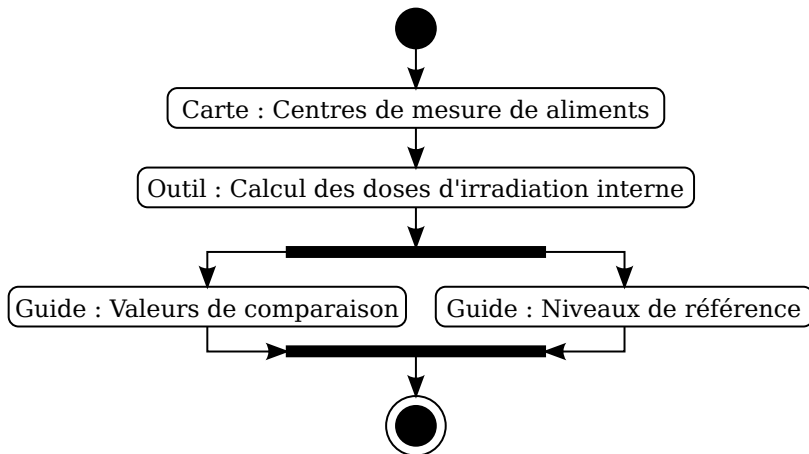 Carte : Centres de mesure de aliments
Outil : Calcul des doses d'irradiation interne
Guide : Valeurs de comparaison
Guide : Niveaux de référence